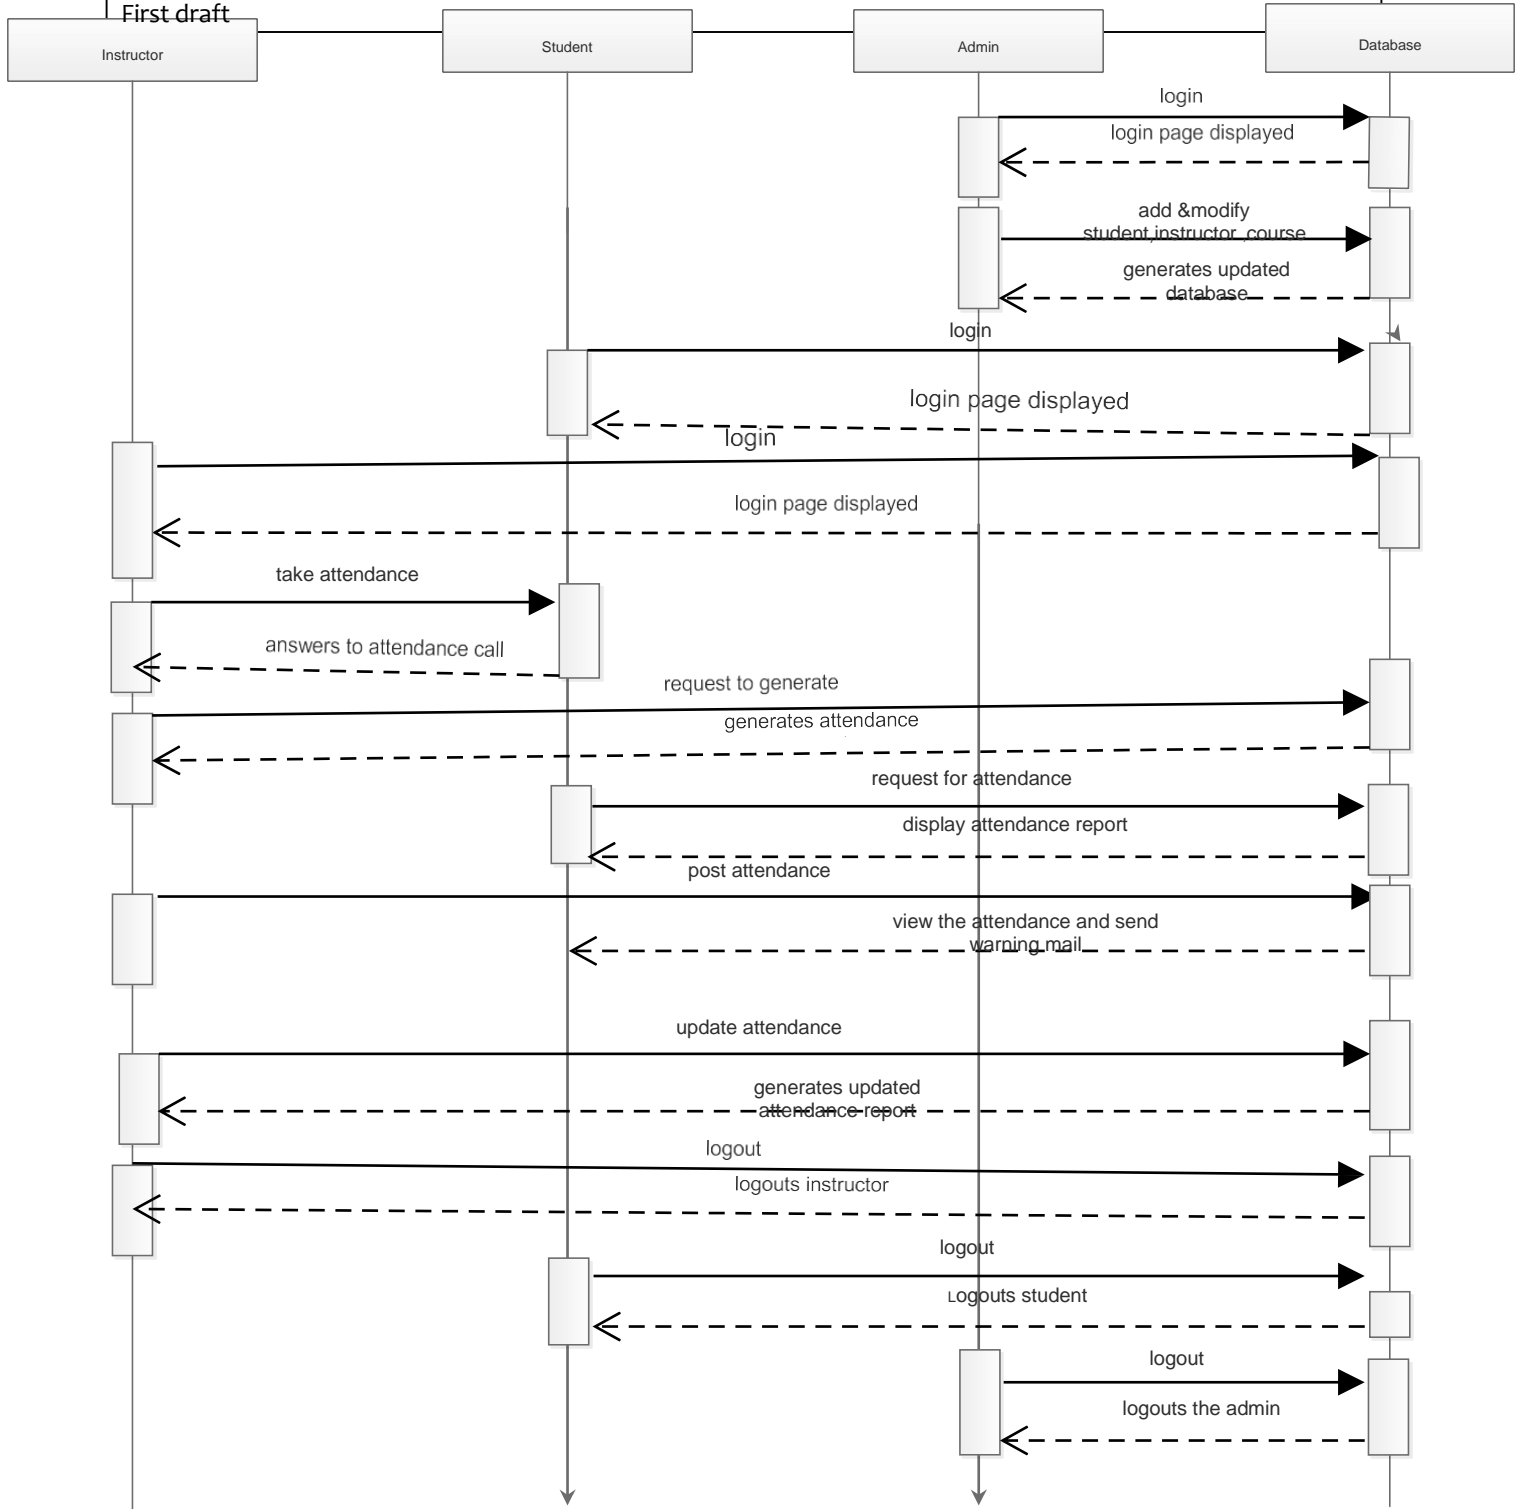 First draft
Instructor
Student
Admin
Database
login
login page displayed
add &modify
student,instructor ,course
generates updated
database
login
login page displayed
login
login page displayed
take attendance
answers to attendance call
request to generate
generates attendance
request for attendance
display attendance report
post attendance
view the attendance and send
warning mail
update attendance
generates updated
attendance report
logout
logouts instructor
logout
Logouts student
logout
logouts the admin